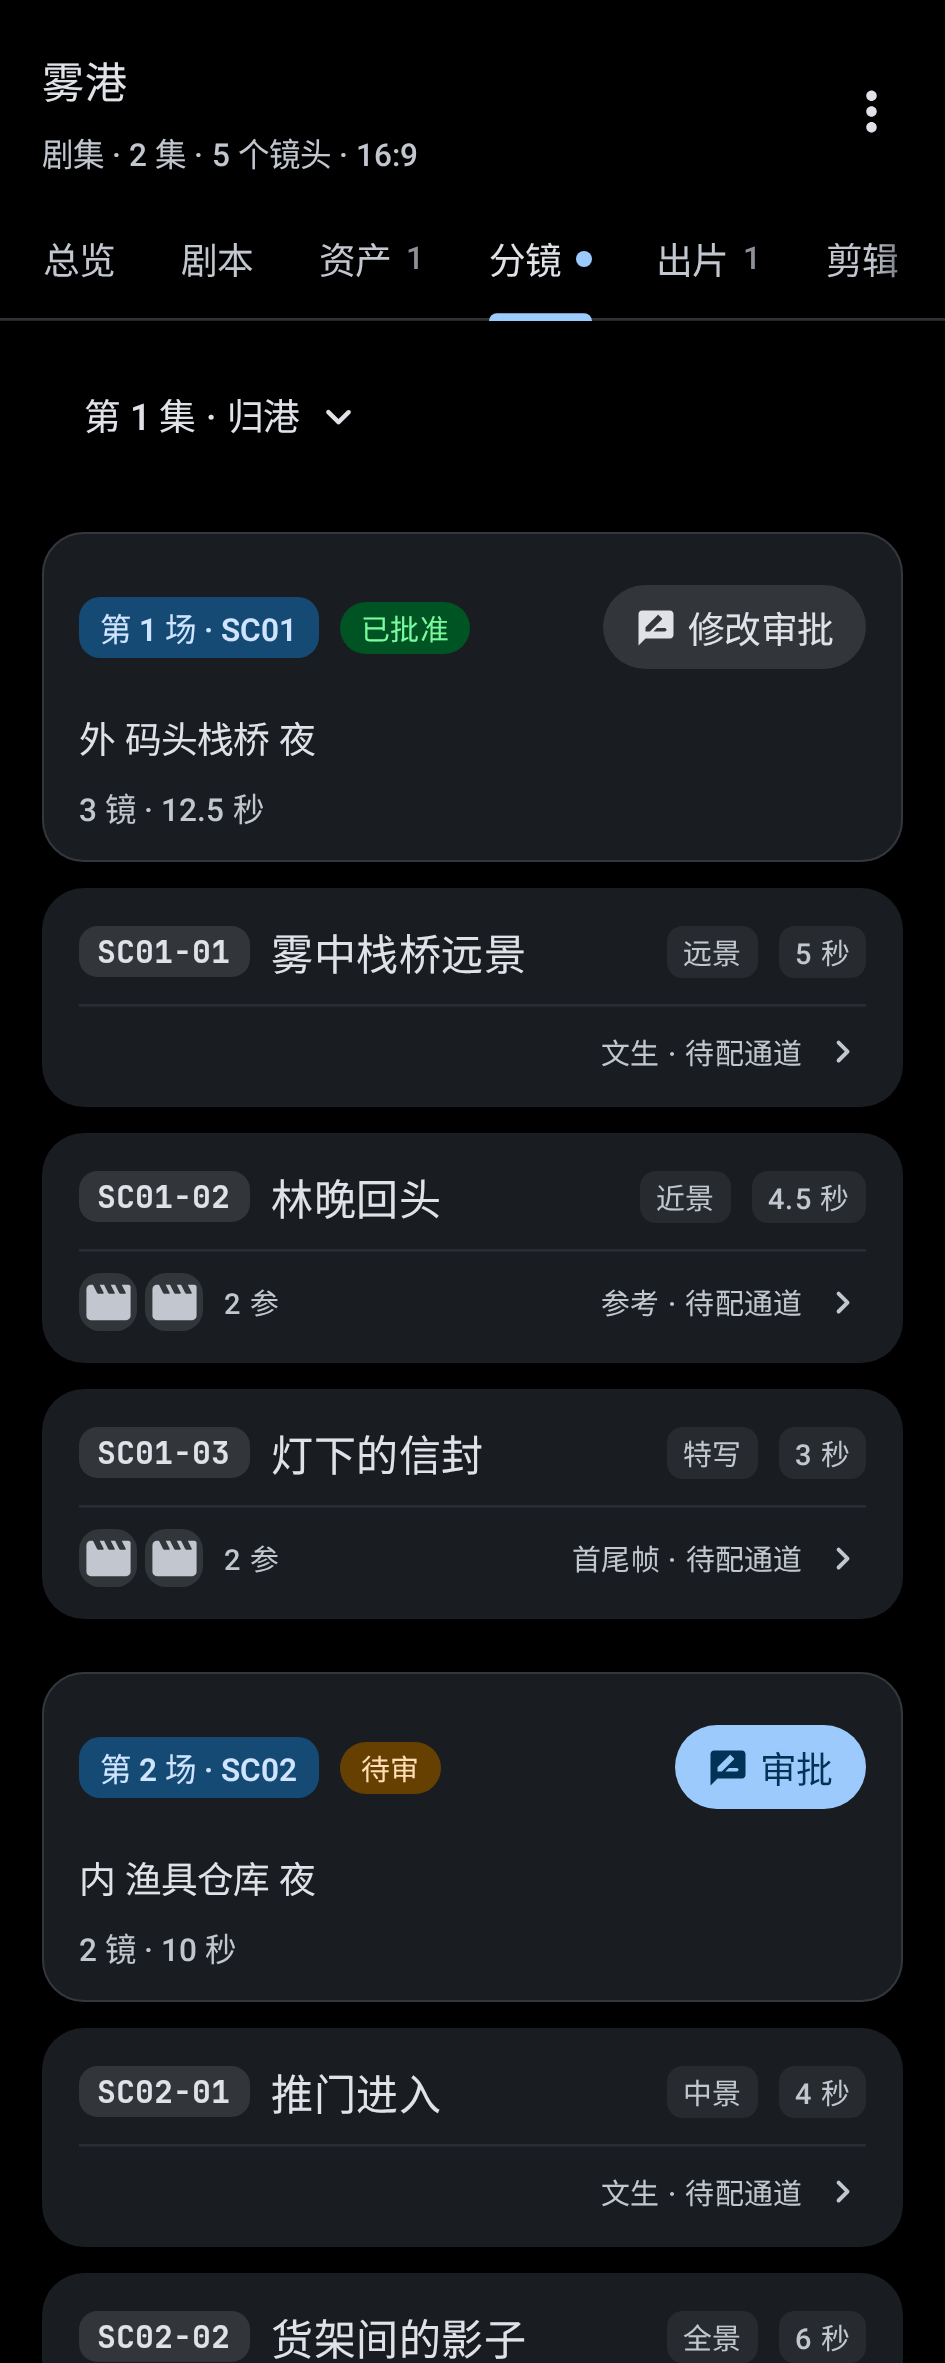 雾港
剧集 · 2 集 · 5 个镜头 · 16:9
总览 剧本 资产 1 分镜 出片 1 剪辑
第 1 集 · 归港
第 1 场 · SC01 已批准 修改审批
外 码头栈桥 夜
3 镜 · 12.5 秒
SC01-01 雾中栈桥远景 远景 5 秒
文生 · 待配通道
SC01-02 林晚回头 近景 4.5 秒
2 参 参考 · 待配通道
SC01-03 灯下的信封 特写 3 秒
2 参 首尾帧 · 待配通道
第 2 场 · SC02 待审 审批
内 渔具仓库 夜
2 镜 · 10 秒
SC02-01 推门进入 中景 4 秒
文生 · 待配通道
SC02-02 货架间的影子 全景 6 秒